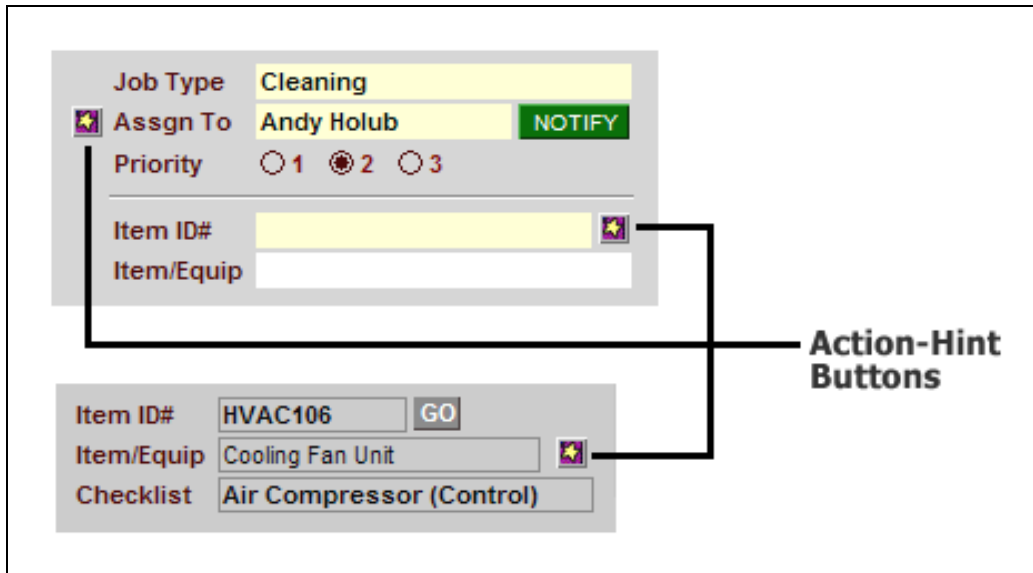 Job Type Cleaning
Assgn To Andy Holub NOTIFY
Priority 1 2 3
Item ID#
Item/Equip
Action-Hint
Buttons
Item ID# HVAC106 GO
Item/Equip Cooling Fan Unit
Checklist Air Compressor (Control)